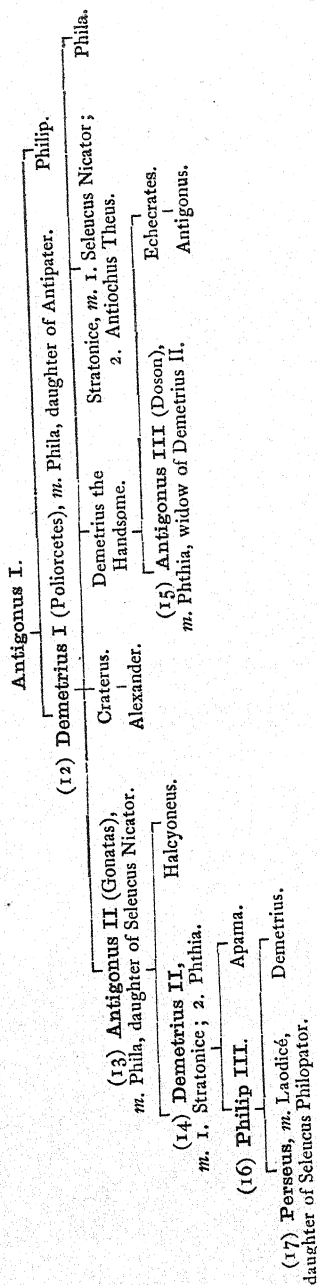 Antigonus I.
(12) Demetrius I (Poliorcetes), m. Phila, daughter of Antipater.
Philip.
(13) Antigonus II (Gonatas),
m. Phila, daughter of Seleucus Nicator.
Craterus.
Alexander.
Demetrius the
Handsome.
Stratonice, m. 1. Seleucus Nicator;
2. Antiochus Theus.
Phila.
(14) Demetrius II,
m. 1. Stratonice; 2. Phthia.
Halcyoneus.
(15) Antigonus III (Doson),
m. Phthia, widow of Demetrius II.
Echecrates.
Antigonus.
(16) Philip III.
Apama.
(17) Perseus, m. Laodicé,
daughter of Seleucus Philopator.
Demetrius.